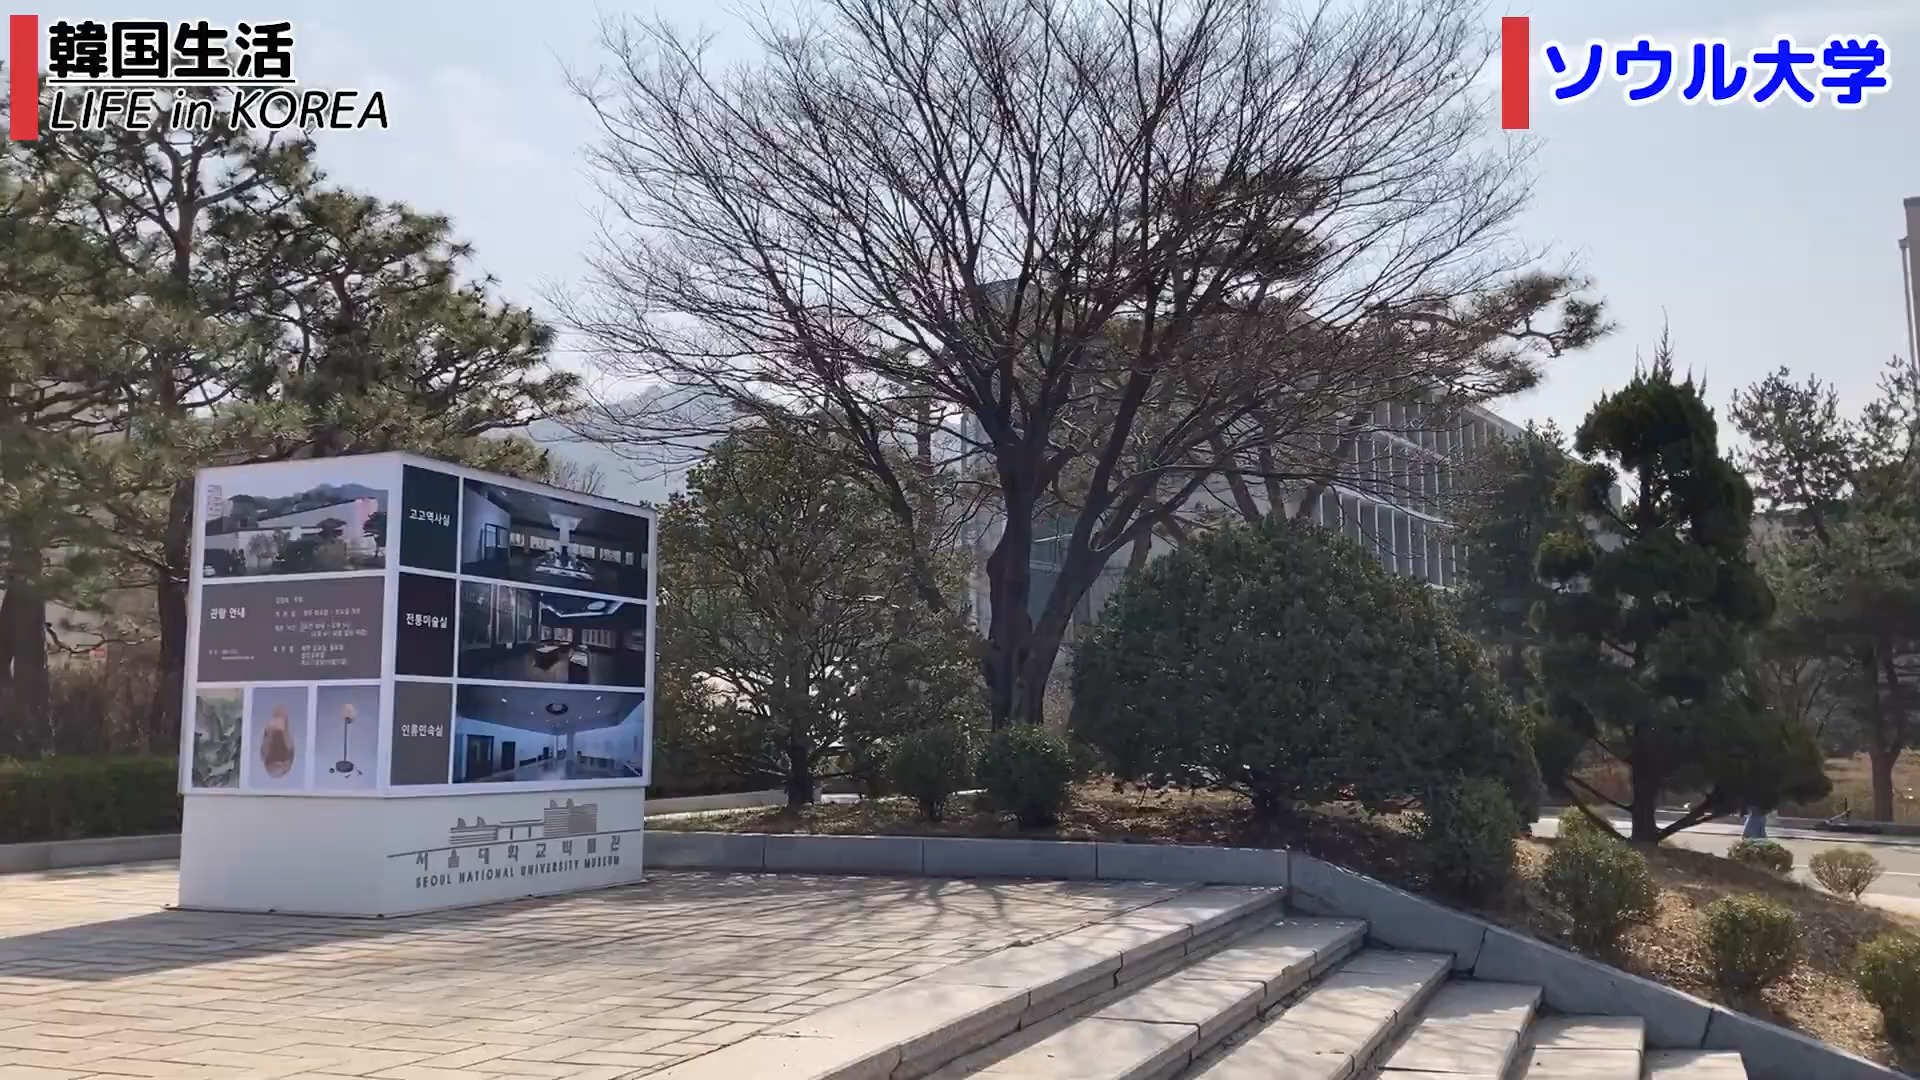 韓国生活
LIFE in KOREA
ソウル大学
고고역사실
관람 안내
전통미술실
인류민속실
서울대학교박물관
SEOUL NATIONAL UNIVERSITY MUSEUM